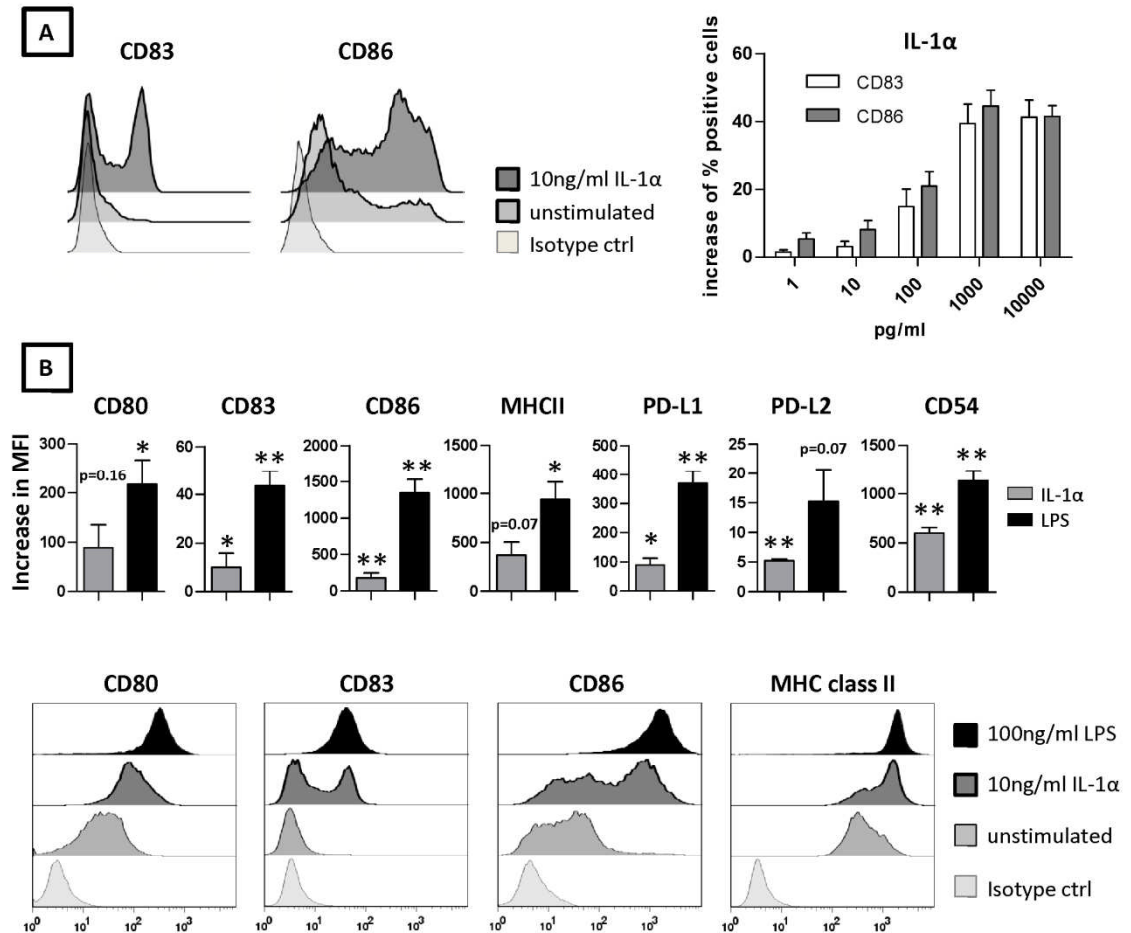 A
CD83
CD86
10ng/ml IL-1α
unstimulated
Isotype ctrl
IL-1α
increase of % positive cells
60
40
20
0
CD83
CD86
1
10
100
1000
10000
pg/ml
B
CD80
CD83
CD86
MHCII
PD-L1
PD-L2
CD54
Increase in MFI
300
200
100
0
p=0.16
*
60
40
20
0
*
**
2000
1500
1000
500
0
**
**
1500
1000
500
0
p=0.07
*
500
400
300
200
100
0
*
**
25
20
15
10
5
0
**
p=0.07
1500
1000
500
0
**
**
IL-1α
LPS
CD80
CD83
CD86
MHC class II
100ng/ml LPS
10ng/ml IL-1α
unstimulated
Isotype ctrl
10⁰ 10¹ 10² 10³
10⁰ 10¹ 10² 10³
10⁰ 10¹ 10² 10³
10⁰ 10¹ 10² 10³